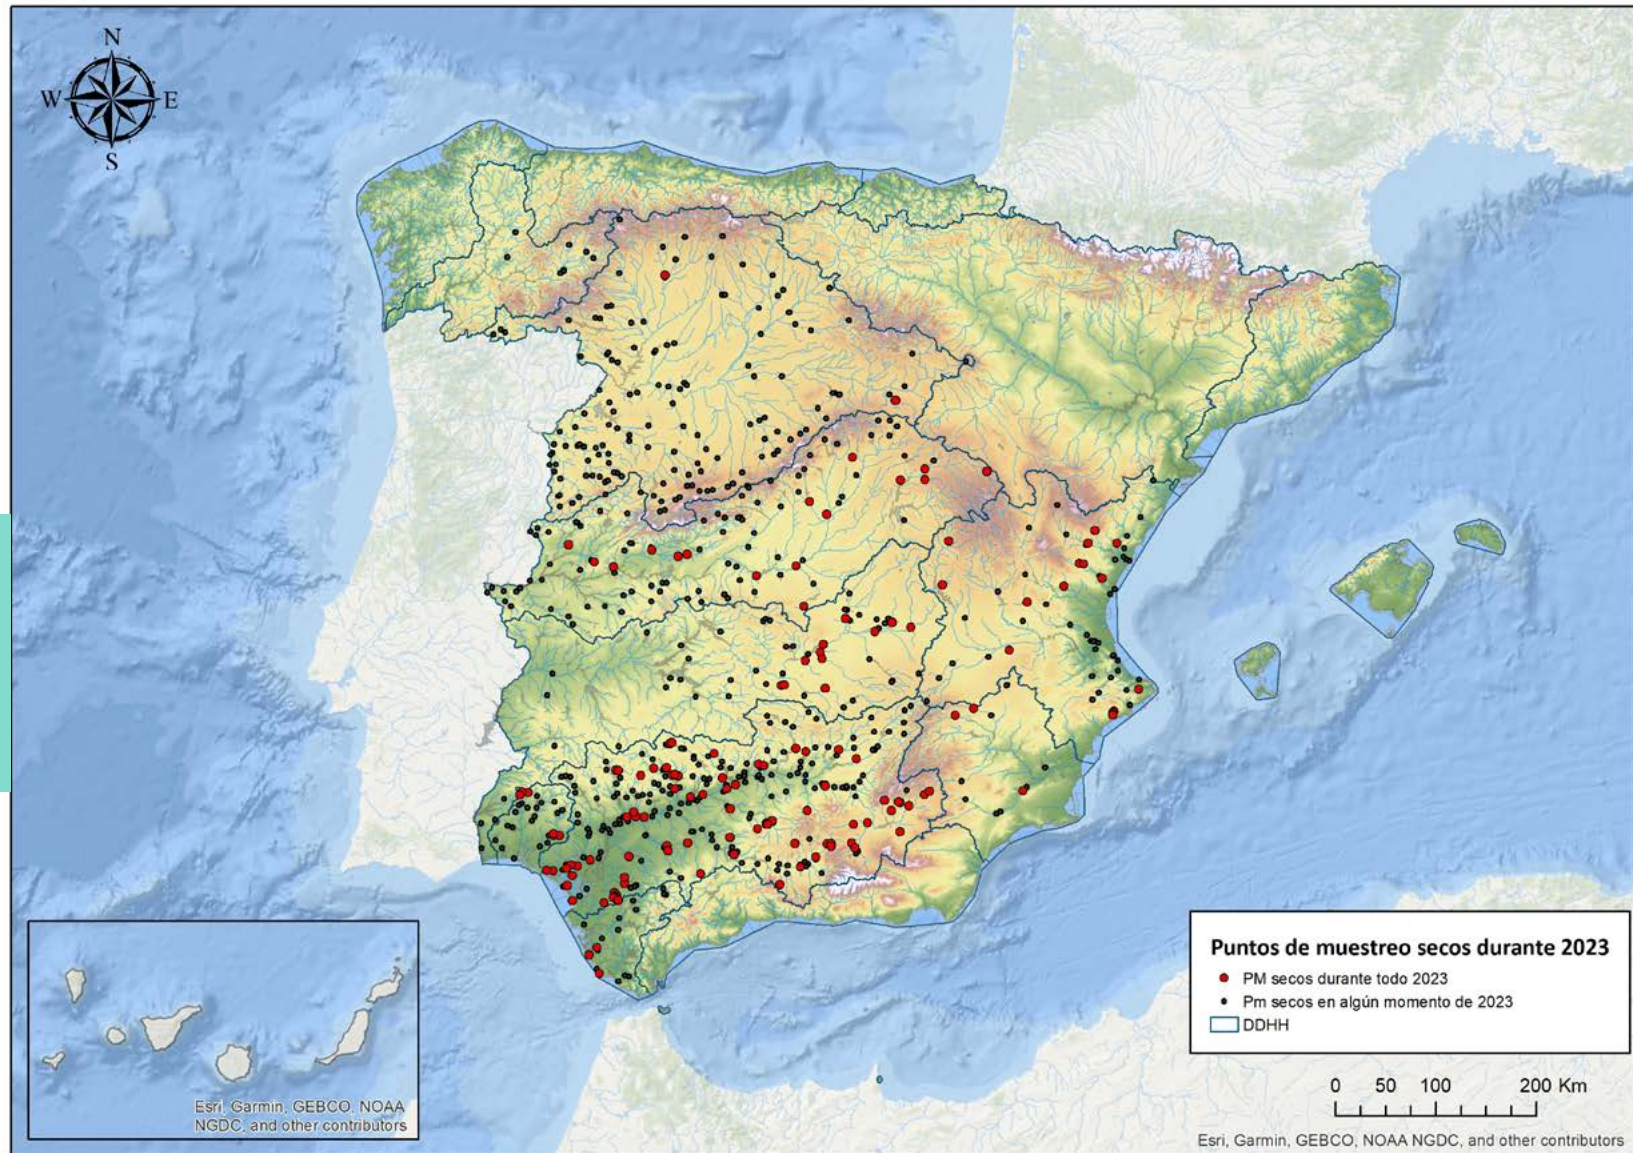 N
W
E
S
Puntos de muestreo secos durante 2023
PM secos durante todo 2023
Pm secos en algún momento de 2023
DDHH
0 50 100 200 Km
Esri, Garmin, GEBCO, NOAA NGDC, and other contributors
Esri, Garmin, GEBCO, NOAA
NGDC, and other contributors